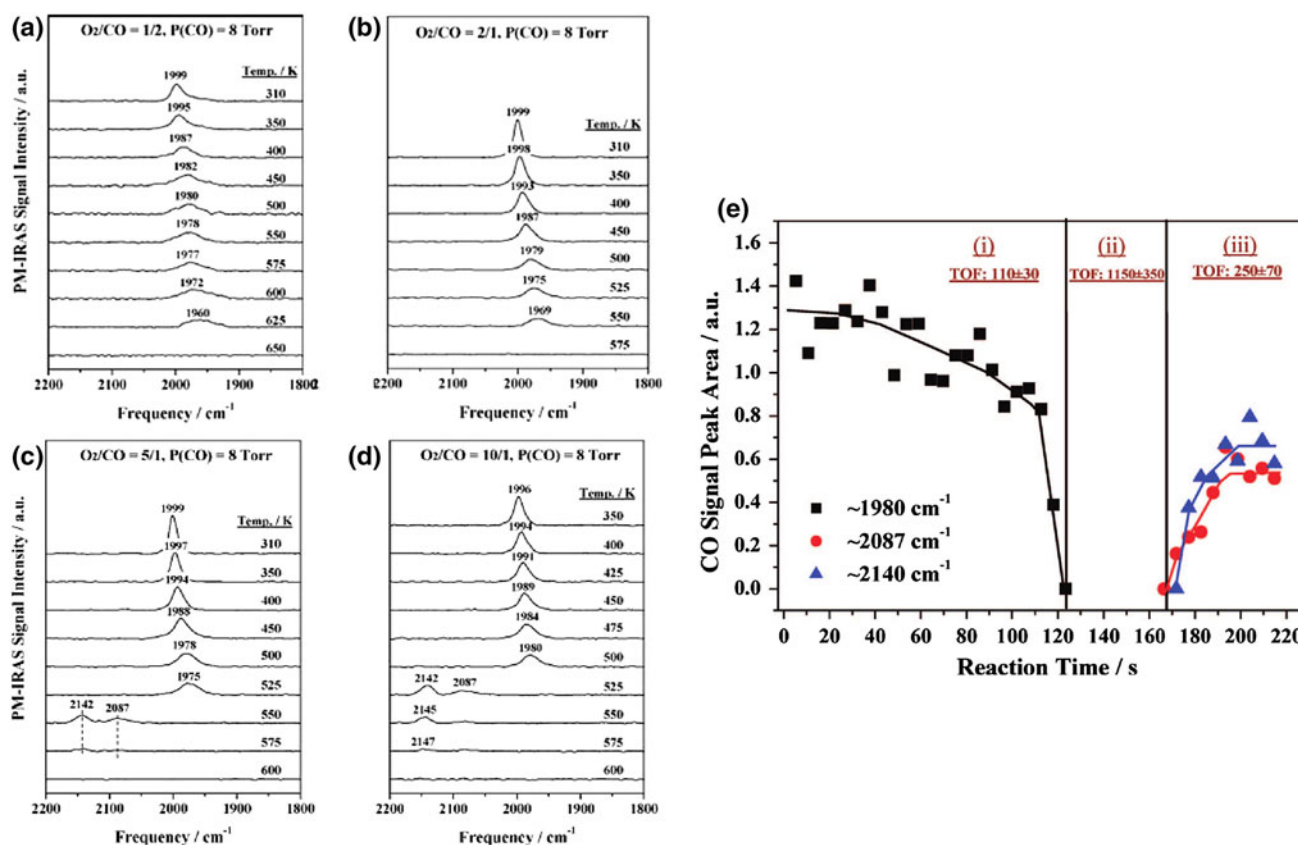 (a)
O₂/CO = 1/2, P(CO) = 8 Torr
Temp. / K
1999
310
1995
350
1987
400
1982
450
1980
500
1978
550
1977
575
1972
600
1960
625
650
2200 2100 2000 1900 1800
Frequency / cm⁻¹
PM-IRAS Signal Intensity / a.u.
(b)
O₂/CO = 2/1, P(CO) = 8 Torr
Temp. / K
1999
310
1998
350
1993
400
1987
450
1979
500
1975
525
1969
550
575
2200 2100 2000 1900 1800
Frequency / cm⁻¹
(c)
O₂/CO = 5/1, P(CO) = 8 Torr
Temp. / K
1999
310
1997
350
1994
400
1988
450
1978
500
1975
525
2142 2087
550
575
600
2200 2100 2000 1900 1800
Frequency / cm⁻¹
PM-IRAS Signal Intensity / a.u.
(d)
O₂/CO = 10/1, P(CO) = 8 Torr
Temp. / K
1996
350
1994
400
1991
425
1989
450
1984
475
1980
500
2142 2087
525
2145
550
2147
575
600
2200 2100 2000 1900 1800
Frequency / cm⁻¹
(e)
CO Signal Peak Area / a.u.
1.6
1.4
1.2
1.0
0.8
0.6
0.4
0.2
0.0
(i)
TOF: 110±30
(ii)
TOF: 1150±350
(iii)
TOF: 250±70
~1980 cm⁻¹
~2087 cm⁻¹
~2140 cm⁻¹
0 20 40 60 80 100 120 140 160 180 200 220
Reaction Time / s